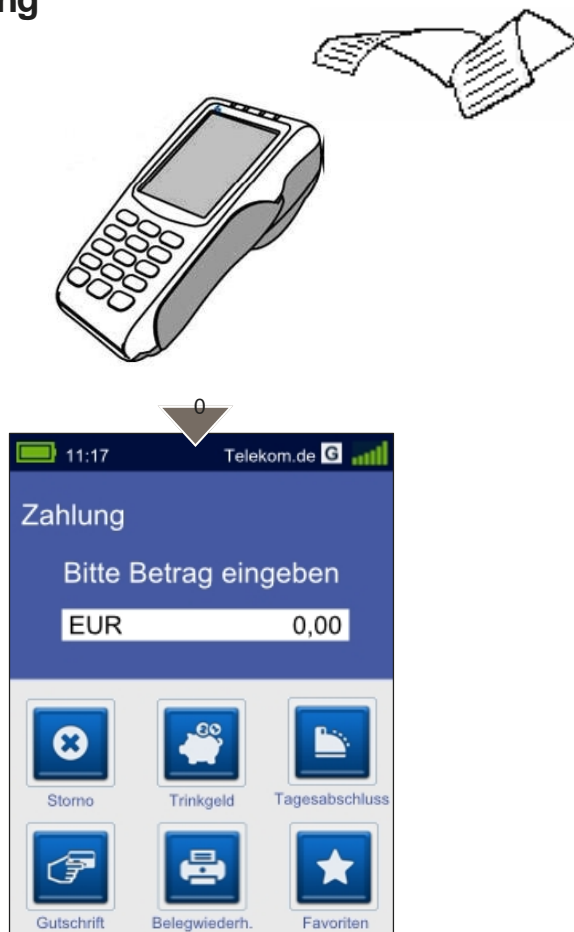 ng
0
11:17 Telekom.de G
Zahlung
Bitte Betrag eingeben
EUR 0,00
Storno Trinkgeld Tagesabschluss
Gutschrift Belegwiederh. Favoriten